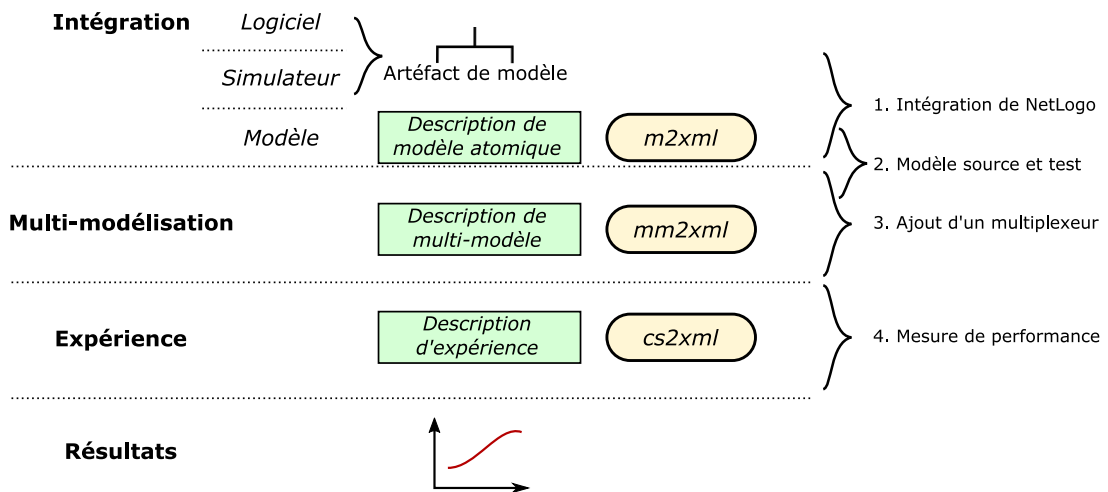 Intégration
Logiciel
Simulateur
Modèle
Artéfact de modèle
Description de
modèle atomique
m2xml
1. Intégration de NetLogo
2. Modèle source et test
Multi-modélisation
Description de
multi-modèle
mm2xml
3. Ajout d'un multiplexeur
Expérience
Description
d'expérience
cs2xml
4. Mesure de performance
Résultats